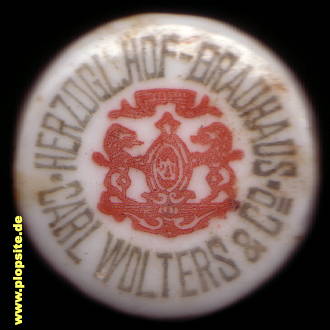 HERZOGL. HOF-BRAUHAUS
CARL WOLTERS & Co
www.plopsite.de